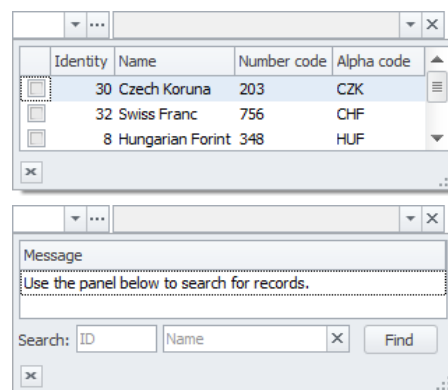 Identity Name Number code Alpha code
30 Czech Koruna 203 CZK
32 Swiss Franc 756 CHF
8 Hungarian Forint 348 HUF
Message
Use the panel below to search for records.
Search: ID Name Find